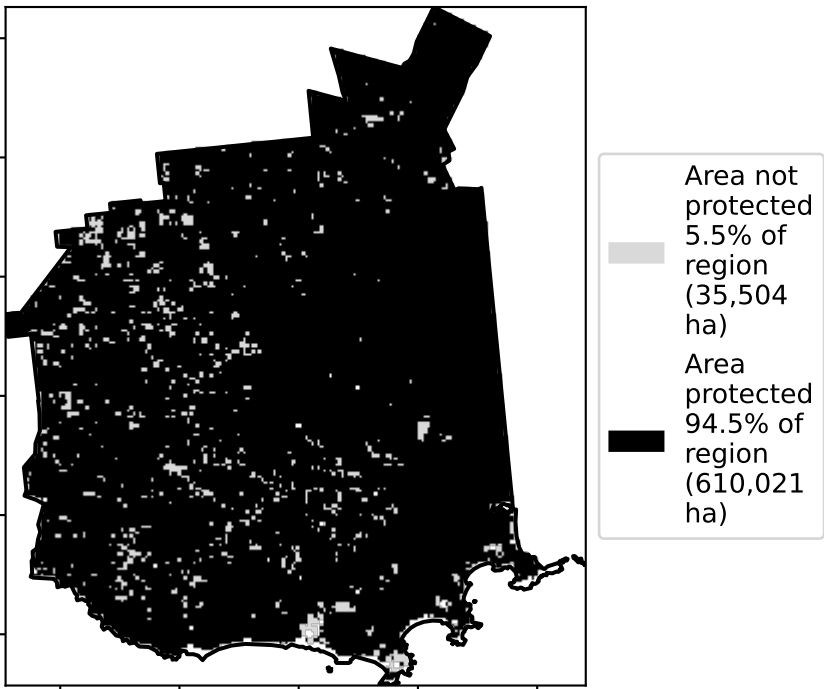 Area not
protected
5.5% of
region
(35,504
ha)
Area
protected
94.5% of
region
(610,021
ha)